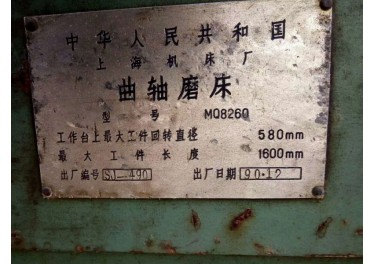 中华人民共和国
上海机床厂
曲轴磨床
型号 MQ8260
工作台上最大工件回转直径 580mm
最大工件长度 1600mm
出厂编号 SJ-490 出厂日期 90·12